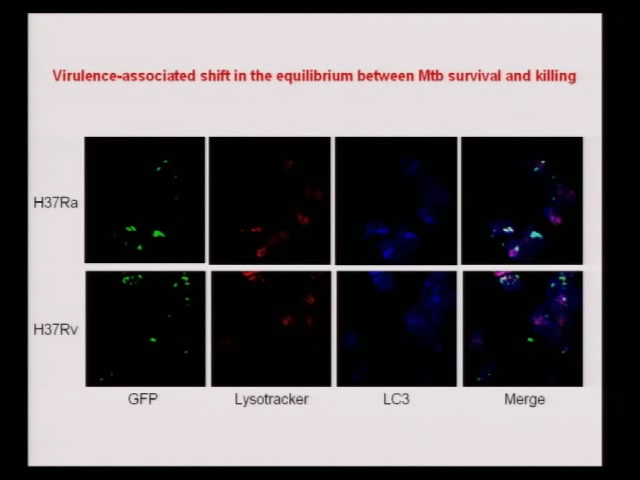 Virulence-associated shift in the equilibrium between Mtb survival and killing
H37Ra
H37Rv
GFP
Lysotracker
LC3
Merge